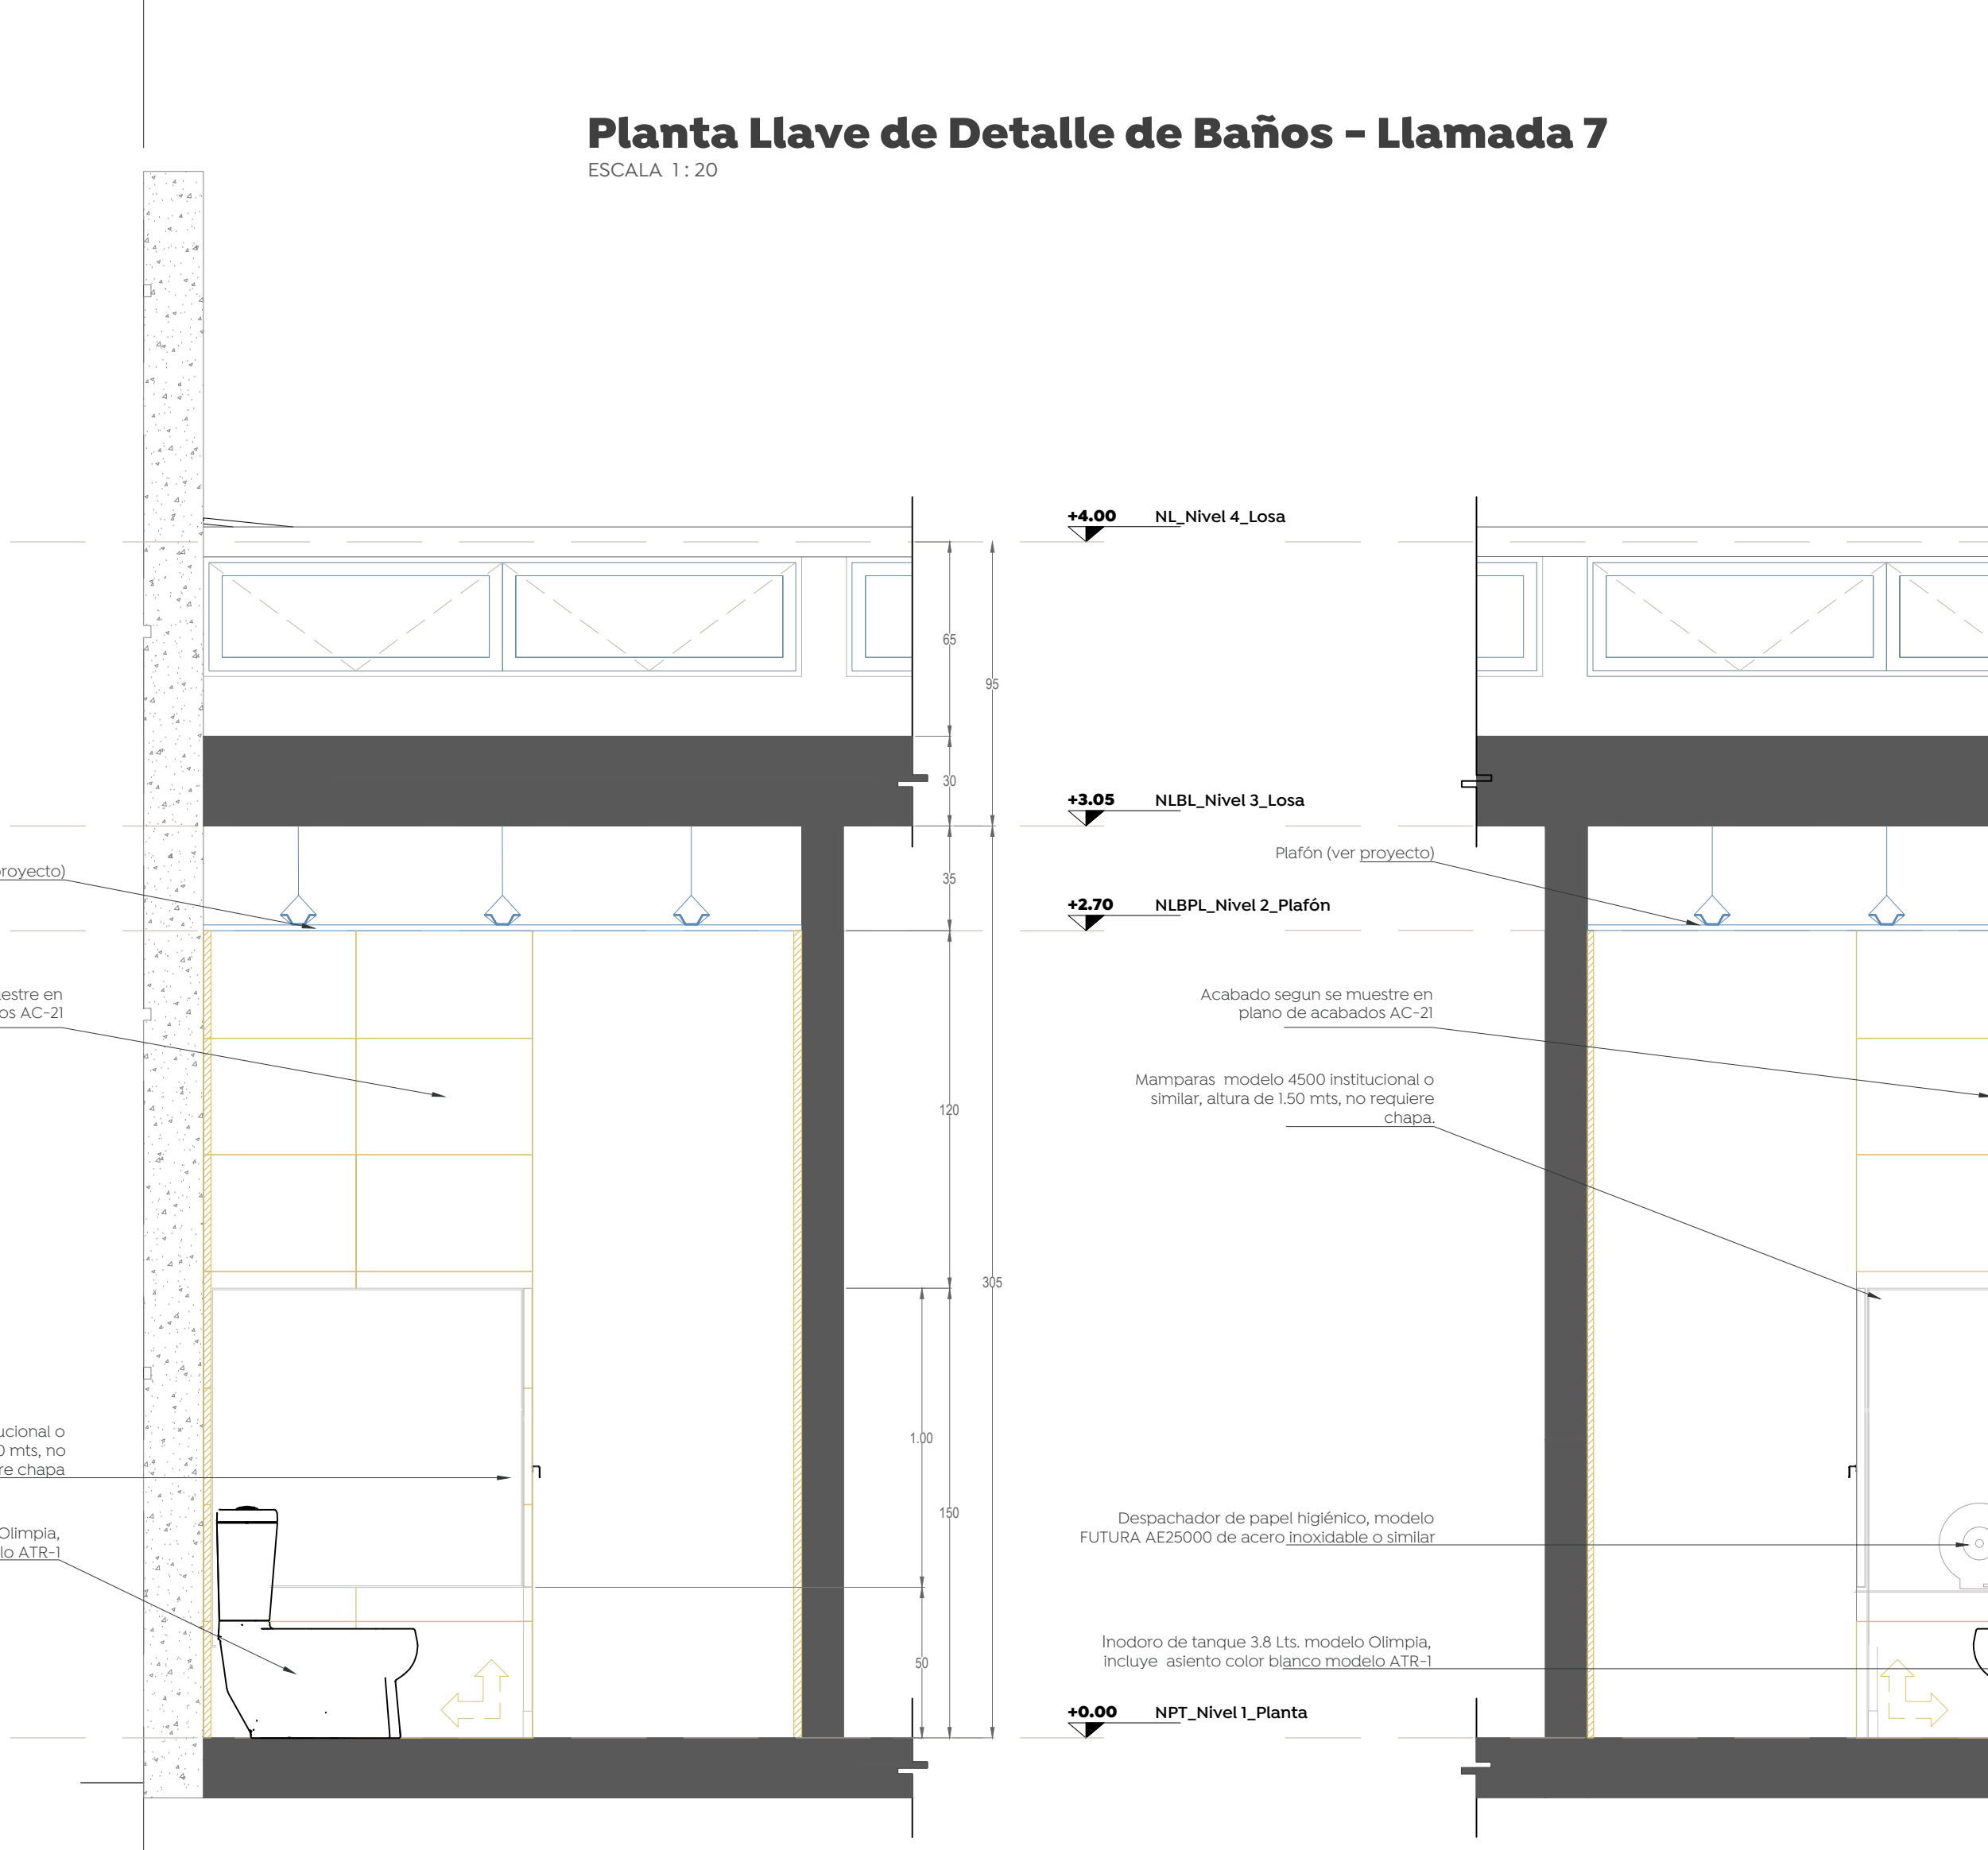 Planta Llave de Detalle de Baños - Llamada 7
ESCALA 1 : 20
+4.00 NL_Nivel 4_Losa
65
95
30
+3.05 NLBL_Nivel 3_Losa
royecto)
35
Plafón (ver proyecto)
+2.70 NLBPL_Nivel 2_Plafón
estre en
os AC-21
Acabado segun se muestre en
plano de acabados AC-21
120
Mamparas modelo 4500 institucional o
similar, altura de 1.50 mts, no requiere
chapa.
305
ucional o
0 mts, no
re chapa
1.00
150
Olimpia,
lo ATR-1
Despachador de papel higiénico, modelo
FUTURA AE25000 de acero inoxidable o similar
50
Inodoro de tanque 3.8 Lts. modelo Olimpia,
incluye asiento color blanco modelo ATR-1
+0.00 NPT_Nivel 1_Planta